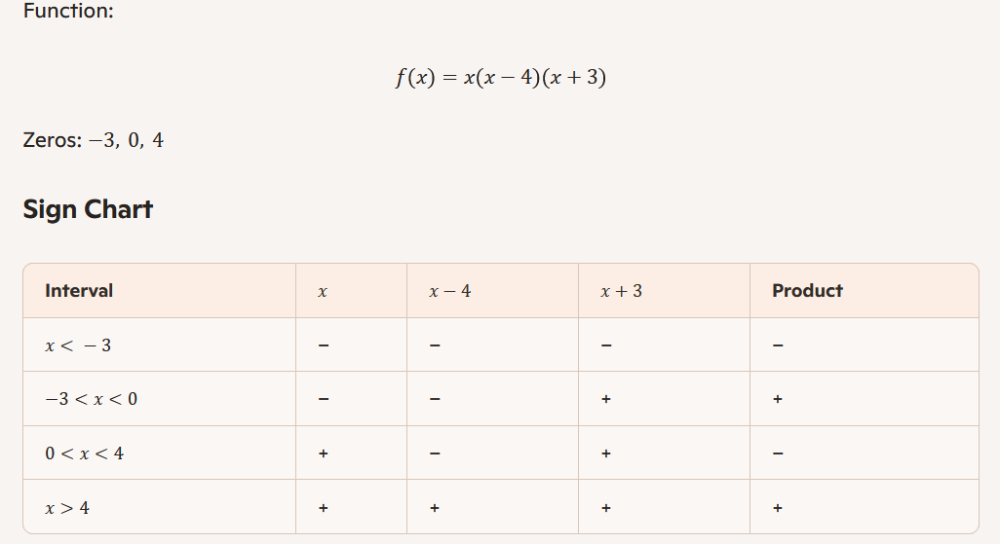 Function:
f(x) = x(x − 4)(x + 3)
Zeros: −3, 0, 4
Sign Chart
Interval x x − 4 x + 3 Product
x < − 3 − − − −
−3 < x < 0 − − + +
0 < x < 4 + − + −
x > 4 + + + +